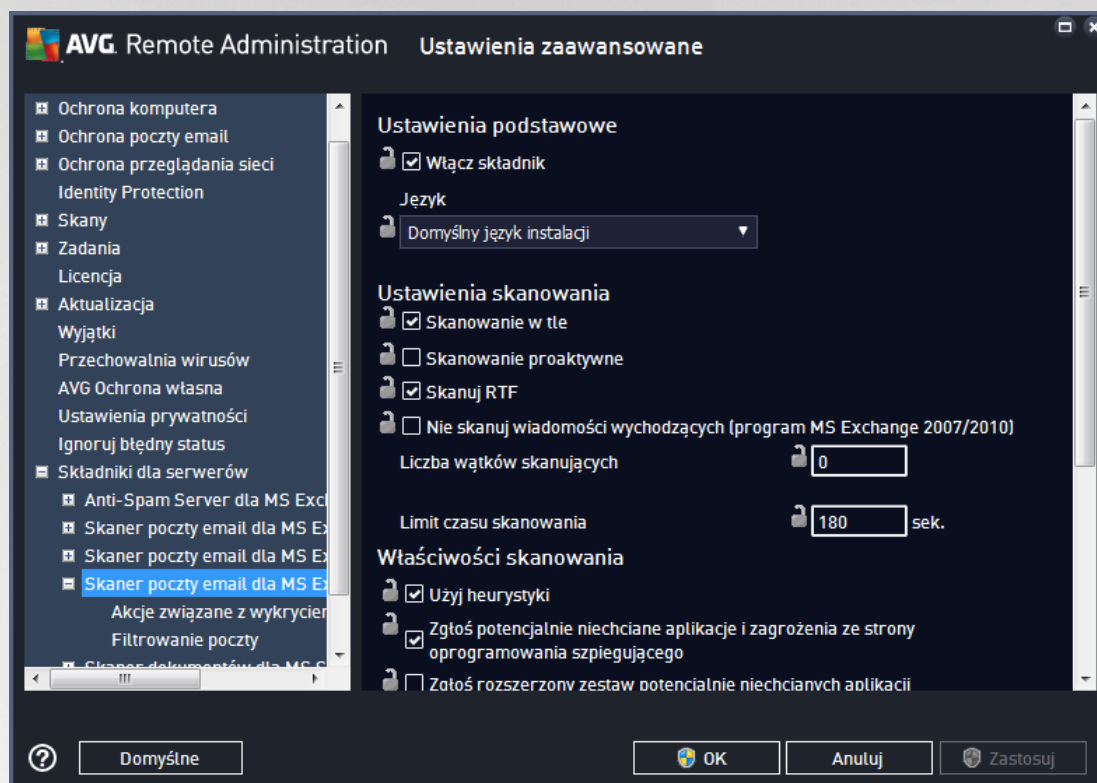 AVG. Remote Administration Ustawienia zaawansowane
Ochrona komputera
Ochrona poczty email
Ochrona przeglądania sieci
Identity Protection
Skany
Zadania
Licencja
Aktualizacja
Wyjątki
Przechowalnia wirusów
AVG Ochrona własna
Ustawienia prywatności
Ignoruj błędny status
Składniki dla serwerów
Anti-Spam Server dla MS Excl
Skaner poczty email dla MS Ex
Skaner poczty email dla MS Ex
Skaner poczty email dla MS Ex
Akcje związane z wykrycier
Filtrowanie poczty
Skaner dokumentów dla MS S
Ustawienia podstawowe
Włącz składnik
Język
Domyślny język instalacji
Ustawienia skanowania
Skanowanie w tle
Skanowanie proaktywne
Skanuj RTF
Nie skanuj wiadomości wychodzących (program MS Exchange 2007/2010)
Liczba wątków skanujących 0
Limit czasu skanowania 180 sek.
Właściwości skanowania
Użyj heurystyki
Zgłoś potencjalnie niechciane aplikacje i zagrożenia ze strony
oprogramowania szpiegującego
Zgłoś rozszerzony zestaw potencjalnie niechcianych aplikacji
Domyślne OK Anuluj Zastosuj